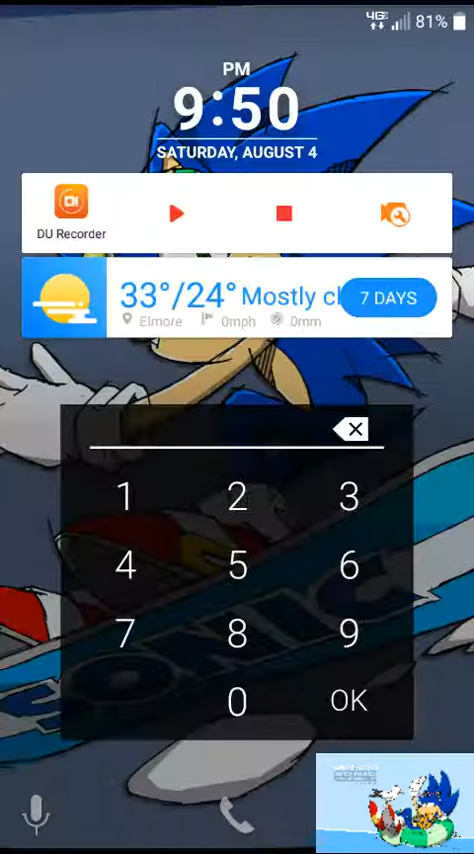 4G 81%
PM
9:50
SATURDAY, AUGUST 4
DU Recorder
33°/24° Mostly cl
7 DAYS
Elmore 0mph 0mm
1 2 3
4 5 6
7 8 9
0 OK
SONIC